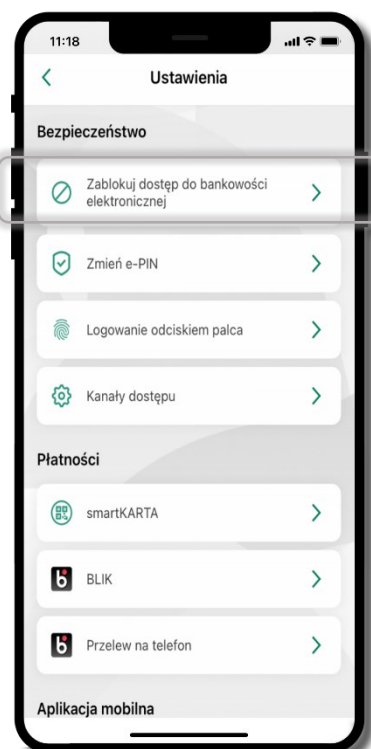 11:18
Ustawienia
Bezpieczeństwo
Zablokuj dostęp do bankowości
elektronicznej
Zmień e-PIN
Logowanie odciskiem palca
Kanały dostępu
Płatności
smartKARTA
BLIK
Przelew na telefon
Aplikacja mobilna